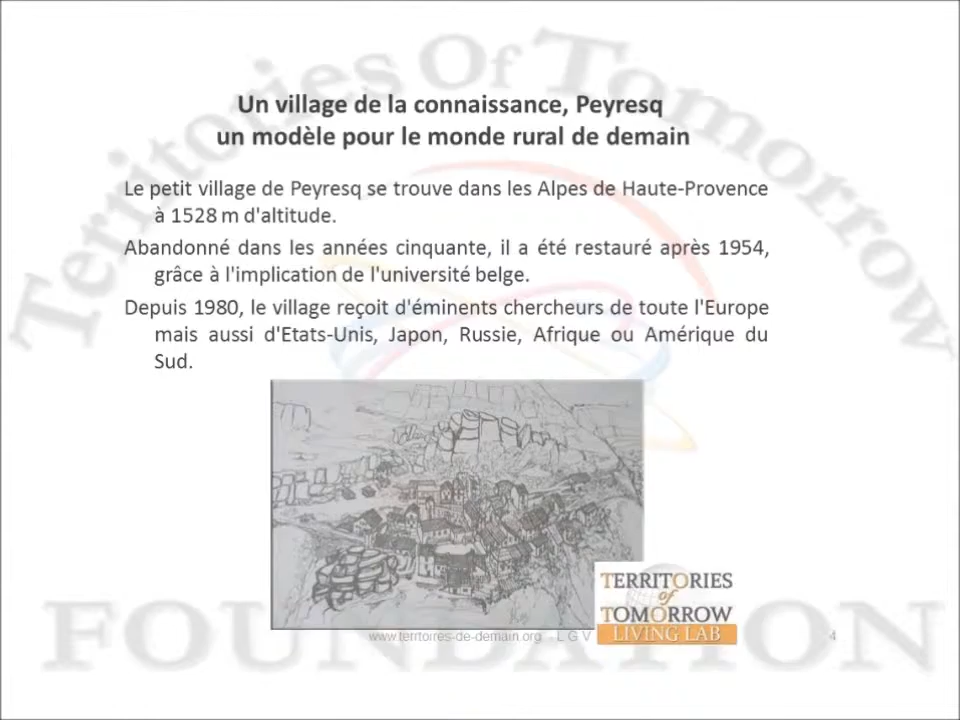 Territories Of Tomorrow
Un village de la connaissance, Peyresq
un modèle pour le monde rural de demain
Le petit village de Peyresq se trouve dans les Alpes de Haute-Provence
à 1528 m d'altitude.
Abandonné dans les années cinquante, il a été restauré après 1954,
grâce à l'implication de l'université belge.
Depuis 1980, le village reçoit d'éminents chercheurs de toute l'Europe
mais aussi d'Etats-Unis, Japon, Russie, Afrique ou Amérique du
Sud.
TERRITORIES
of
TOMORROW
LIVING LAB
www.territoires-de-demain.org - L G V
4
FOUNDATION